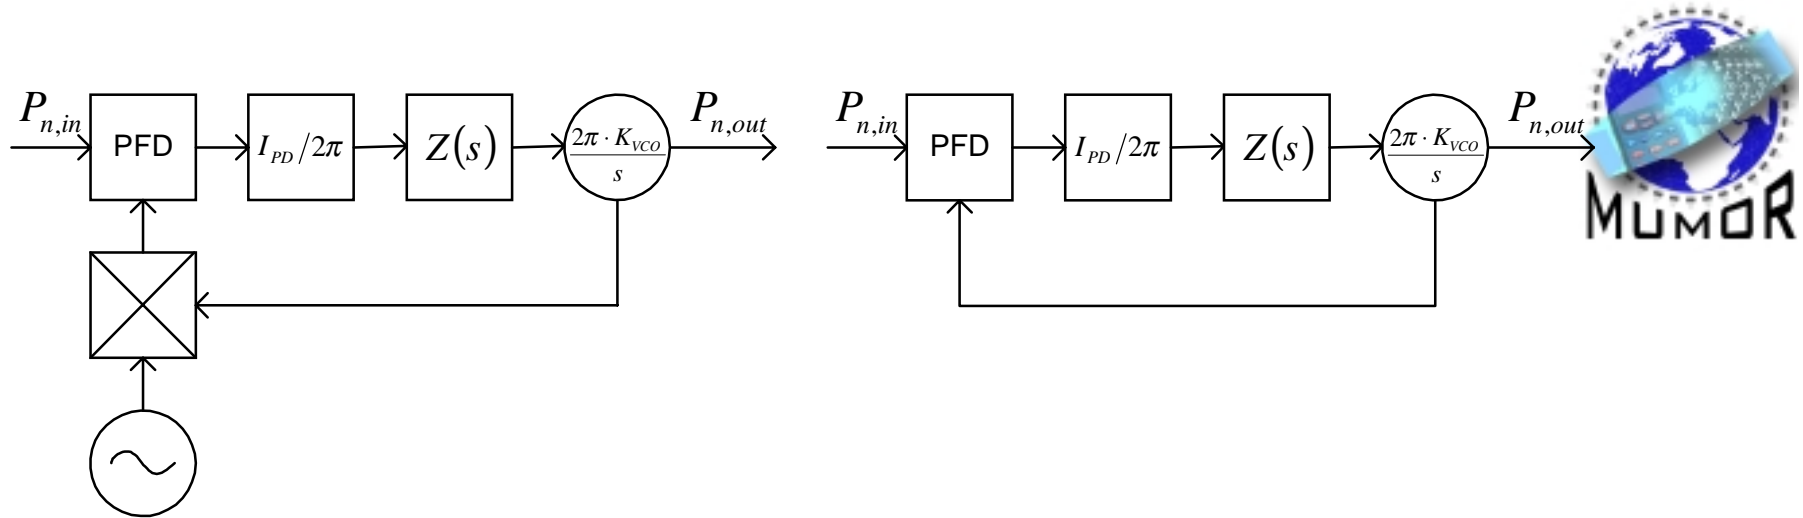 P_{n,in}
PFD
I_{PD}/2π
Z(s)
2π · K_{VCO}
s
P_{n,out}
P_{n,in}
PFD
I_{PD}/2π
Z(s)
2π · K_{VCO}
s
P_{n,out}
MUMOR